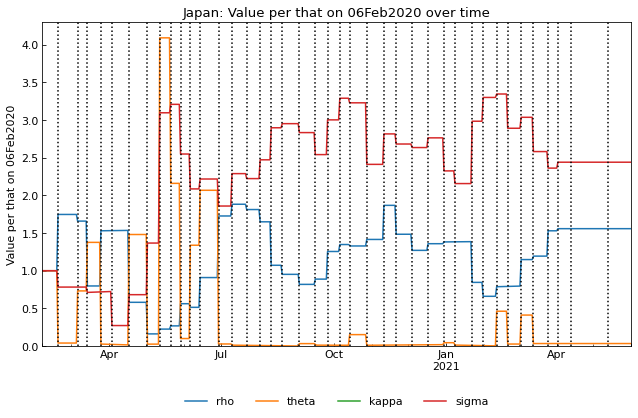 Japan: Value per that on 06Feb2020 over time
Value per that on 06Feb2020
4.0
3.5
3.0
2.5
2.0
1.5
1.0
0.5
0.0
Apr Jul Oct Jan Apr
2021
rho theta kappa sigma